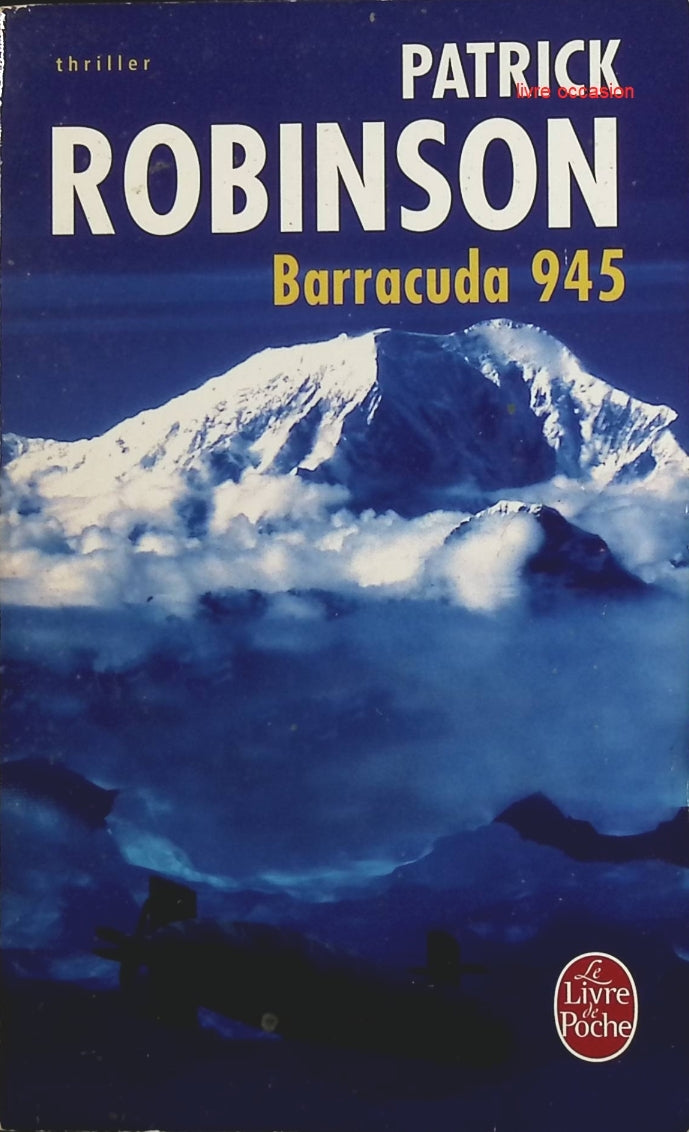 thriller
PATRICK
livre occasion
ROBINSON
Barracuda 945
Le
Livre
de
Poche